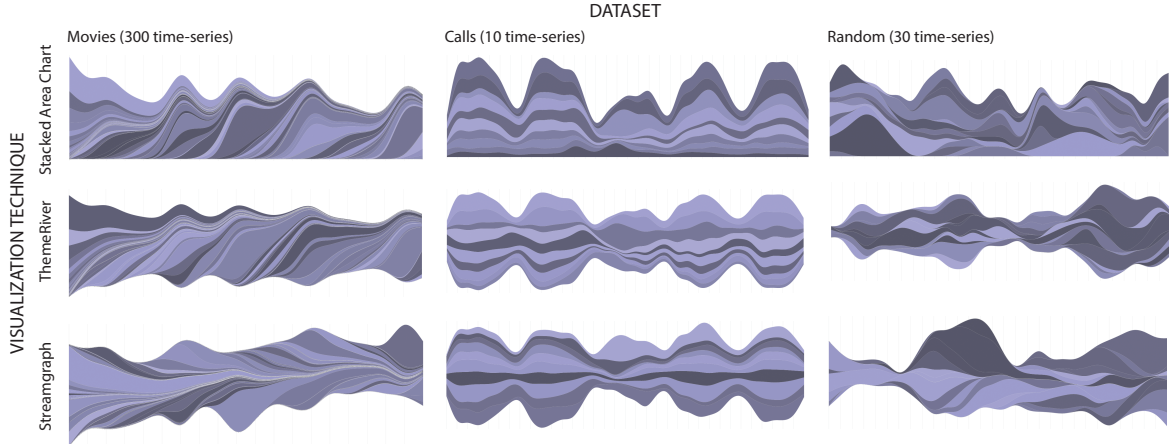 DATASET
Movies (300 time-series)
Calls (10 time-series)
Random (30 time-series)
VISUALIZATION TECHNIQUE
Stacked Area Chart
ThemeRiver
Streamgraph